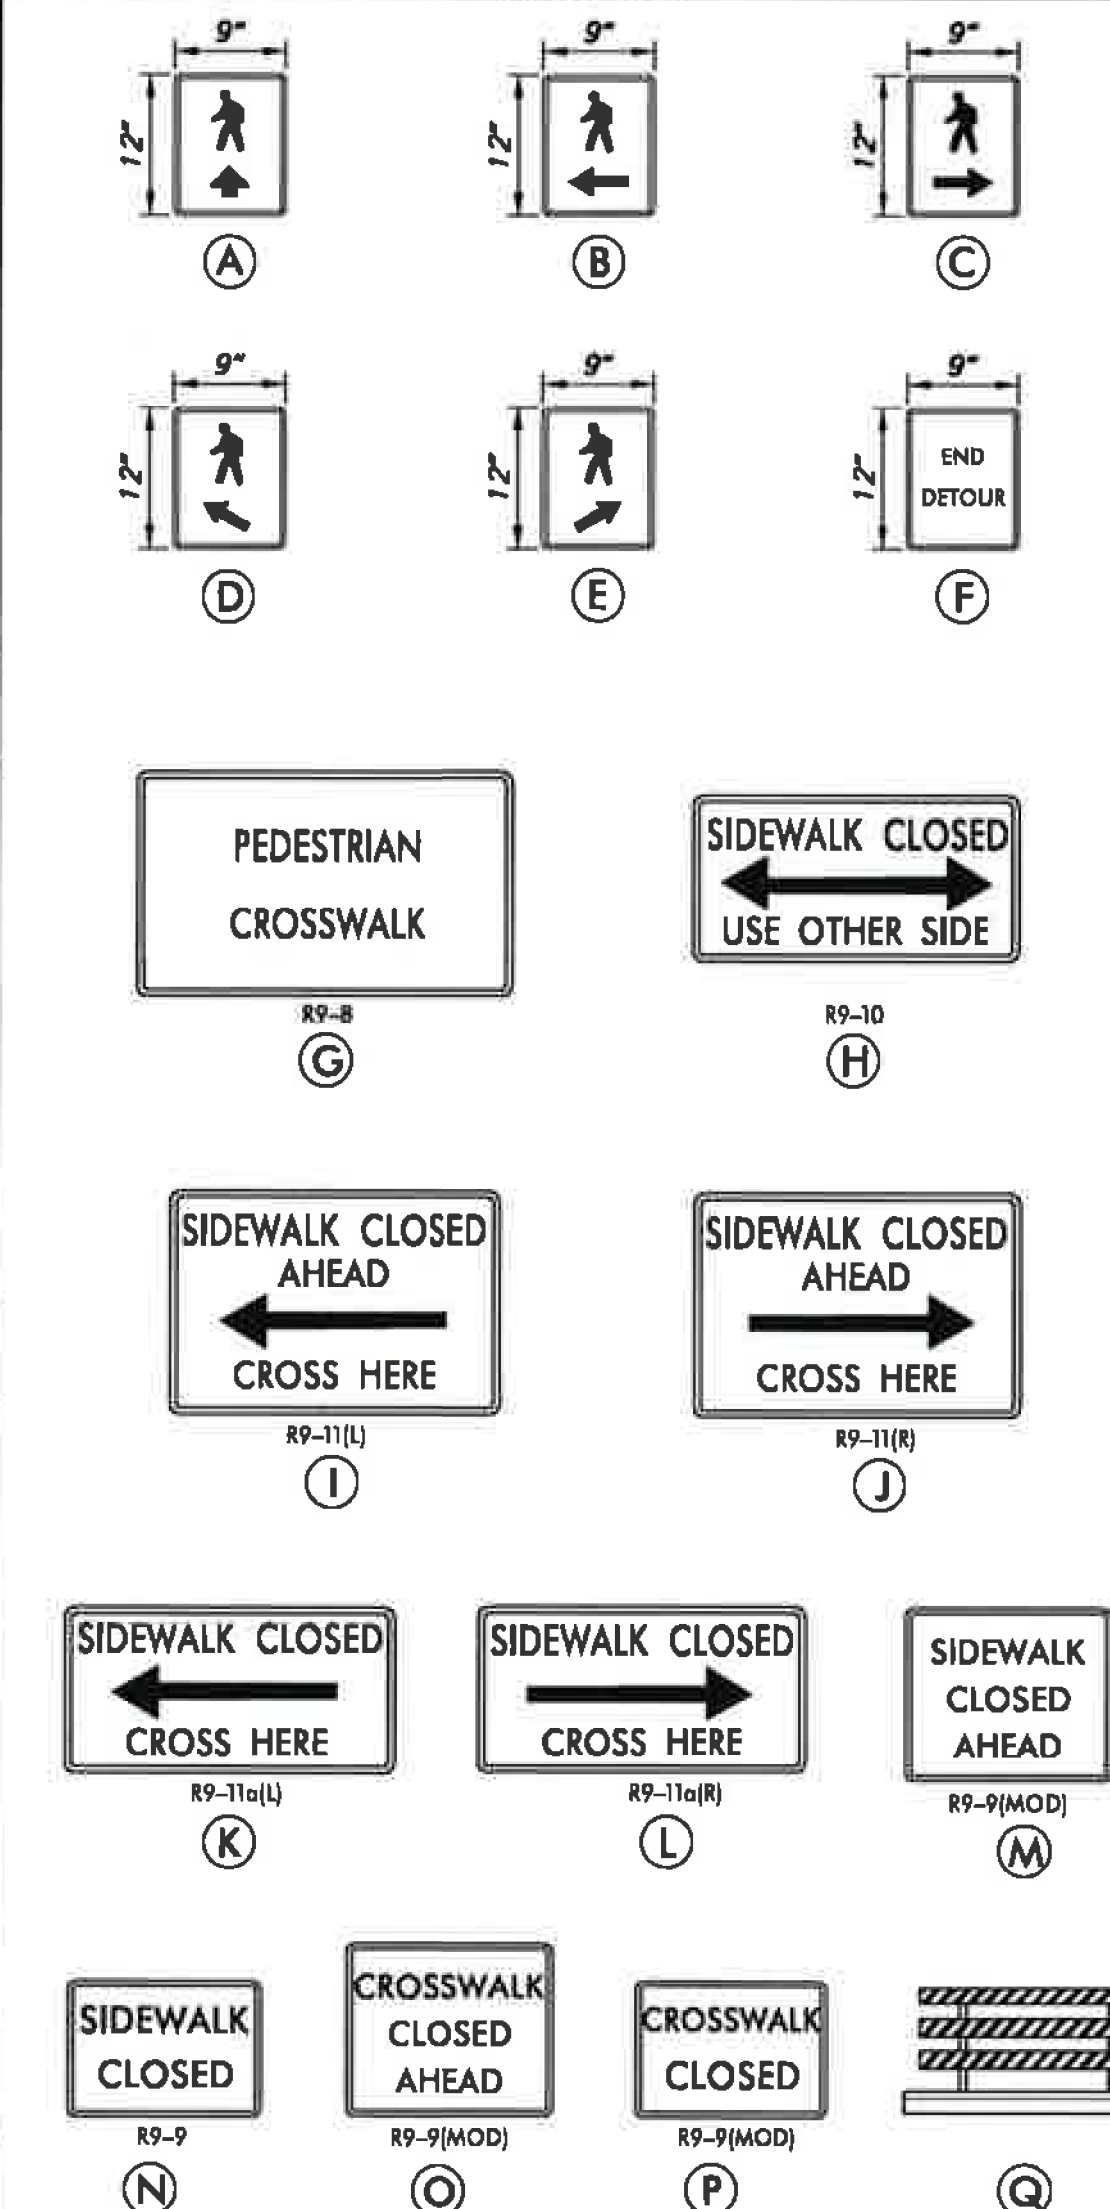 9" 9" 9"
12" 12" 12"
A B C
9" 9" 9"
12" 12" 12"
END
DETOUR
D E F
PEDESTRIAN
CROSSWALK
R9-8
G
SIDEWALK CLOSED
USE OTHER SIDE
R9-10
H
SIDEWALK CLOSED
AHEAD
CROSS HERE
R9-11(L)
I
SIDEWALK CLOSED
AHEAD
CROSS HERE
R9-11(R)
J
SIDEWALK CLOSED
CROSS HERE
R9-11a(L)
K
SIDEWALK CLOSED
CROSS HERE
R9-11a(R)
L
SIDEWALK
CLOSED
AHEAD
R9-9(MOD)
M
SIDEWALK
CLOSED
R9-9
N
CROSSWALK
CLOSED
AHEAD
R9-9(MOD)
O
CROSSWALK
CLOSED
R9-9(MOD)
P
Q